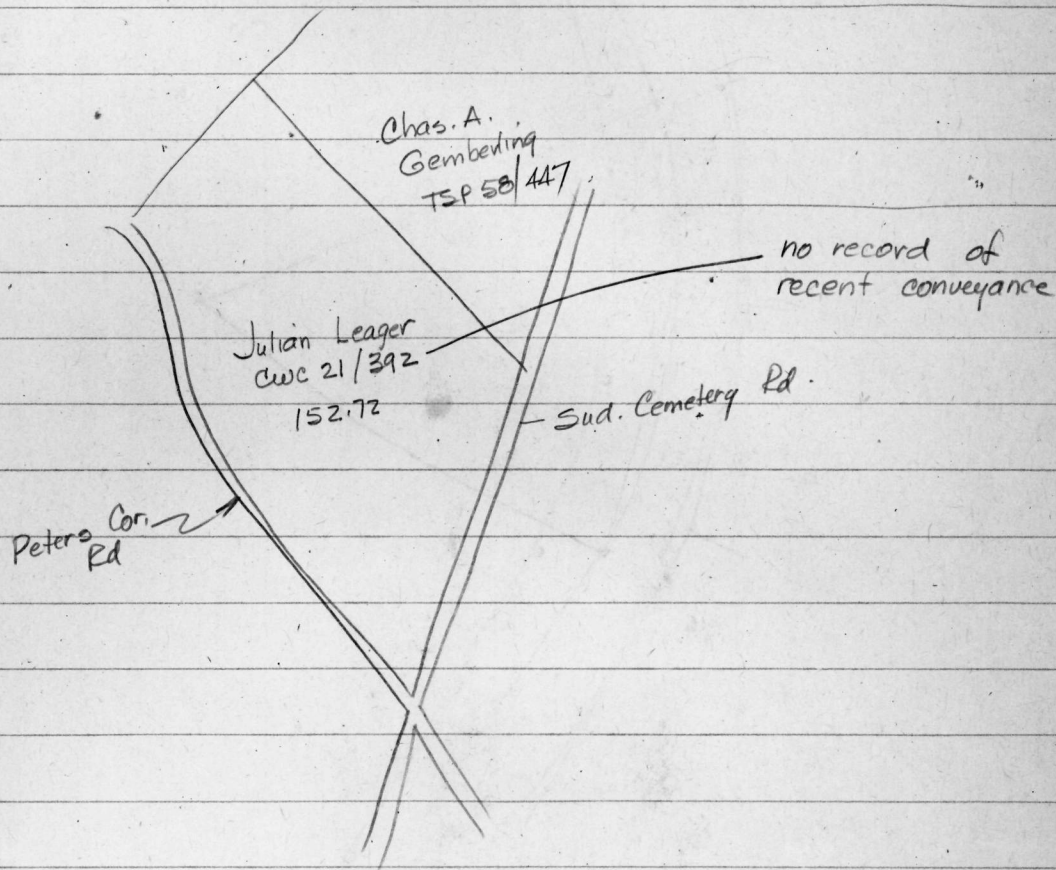 Chas. A.
Gemberling
TSP 58/447
no record of
recent conveyance
Julian Leager
CWC 21/392
152.72
Sud. Cemetery Rd.
Peters Cor.
Rd